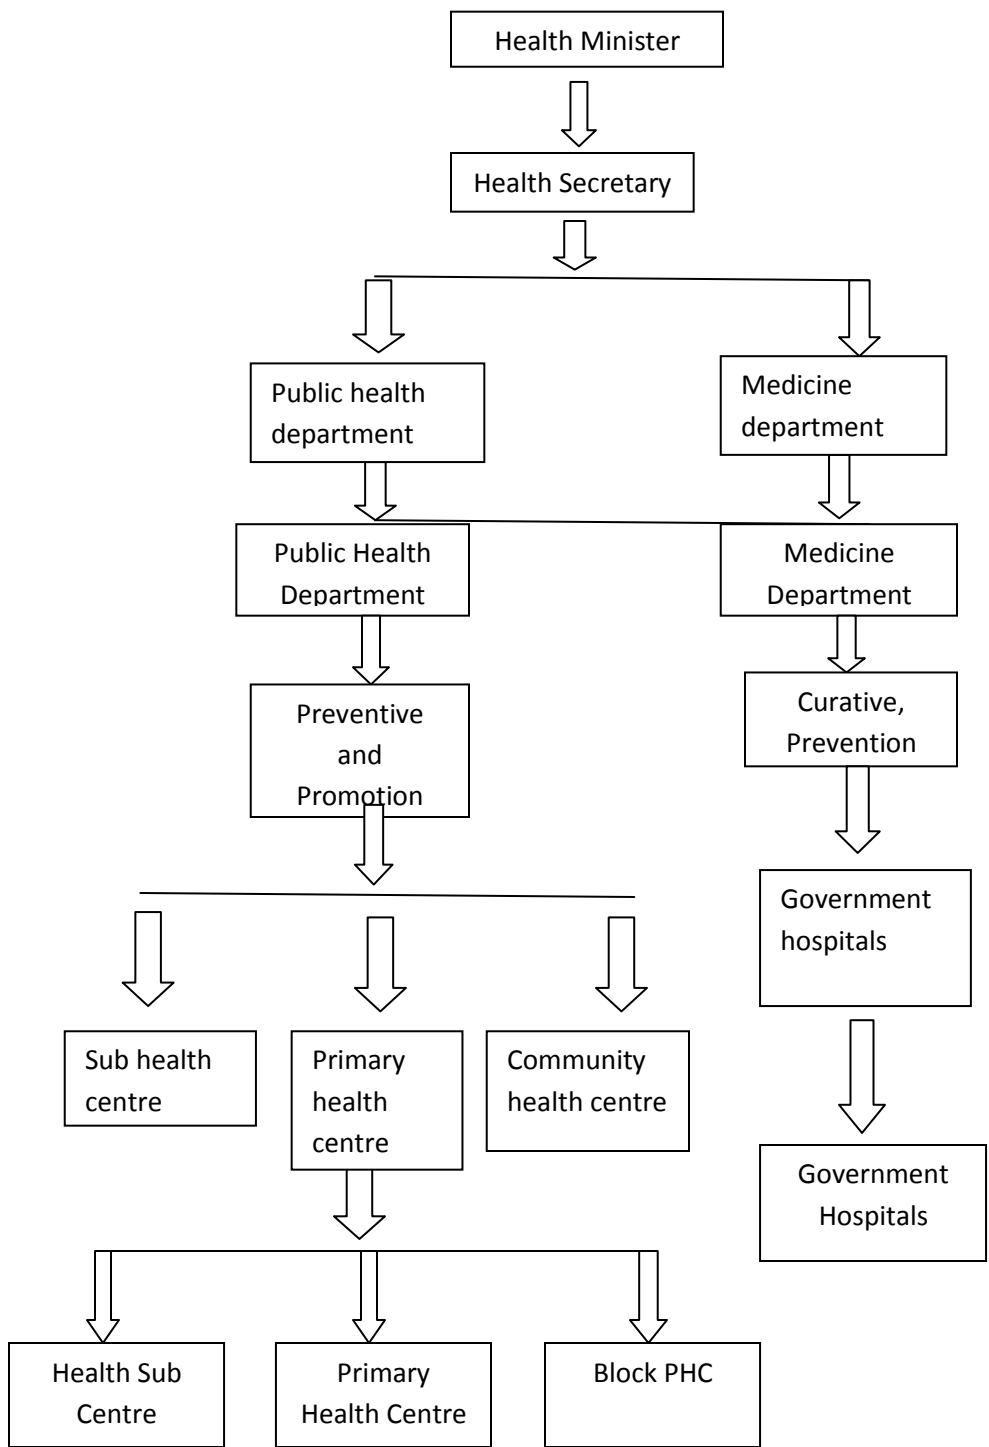 Health Minister
Health Secretary
Public health
department
Medicine
department
Public Health
Department
Medicine
Department
Preventive
and
Promotion
Curative,
Prevention
Government
hospitals
Sub health
centre
Primary
health
centre
Community
health centre
Government
Hospitals
Health Sub
Centre
Primary
Health Centre
Block PHC